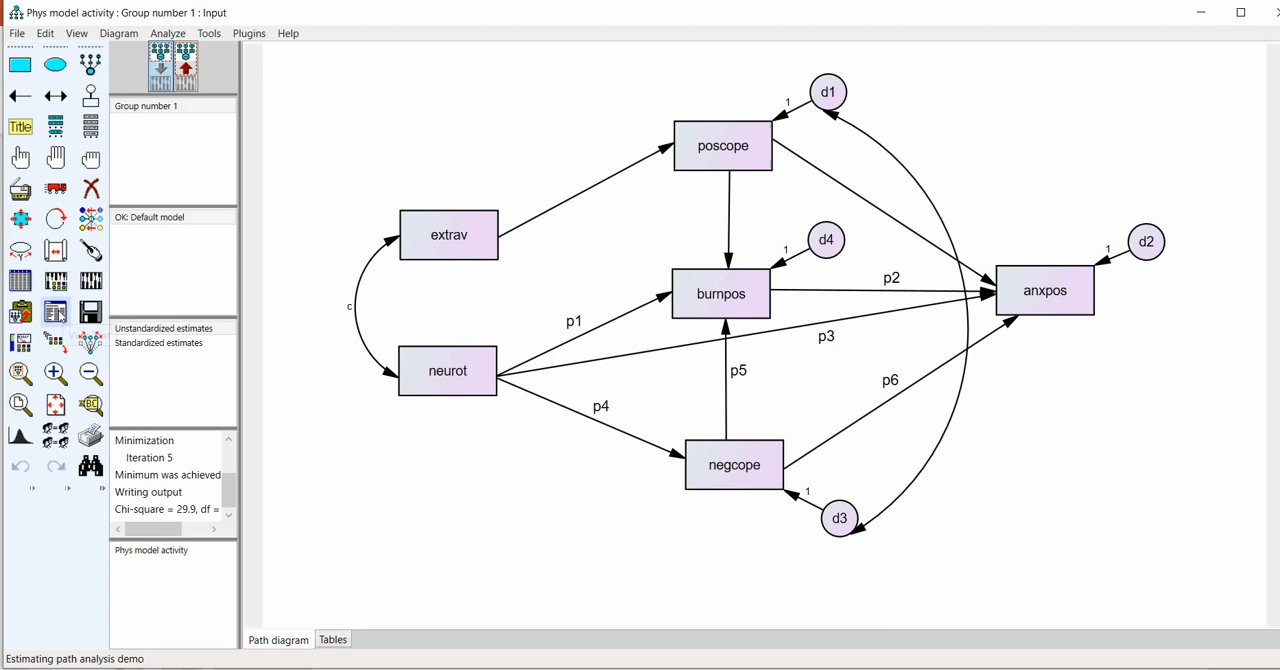 Phys model activity : Group number 1 : Input
File Edit View Diagram Analyze Tools Plugins Help
Title
Group number 1
OK: Default model
Unstandardized estimates
Standardized estimates
Minimization
Iteration 5
Minimum was achieved
Writing output
Chi-square = 29.9, df =
Phys model activity
d1
1
poscope
extrav
d4
1
d2
1
burnpos
p2
anxpos
c
p1
p3
neurot
p5
p4
p6
negcope
1
d3
Path diagram Tables
Estimating path analysis demo